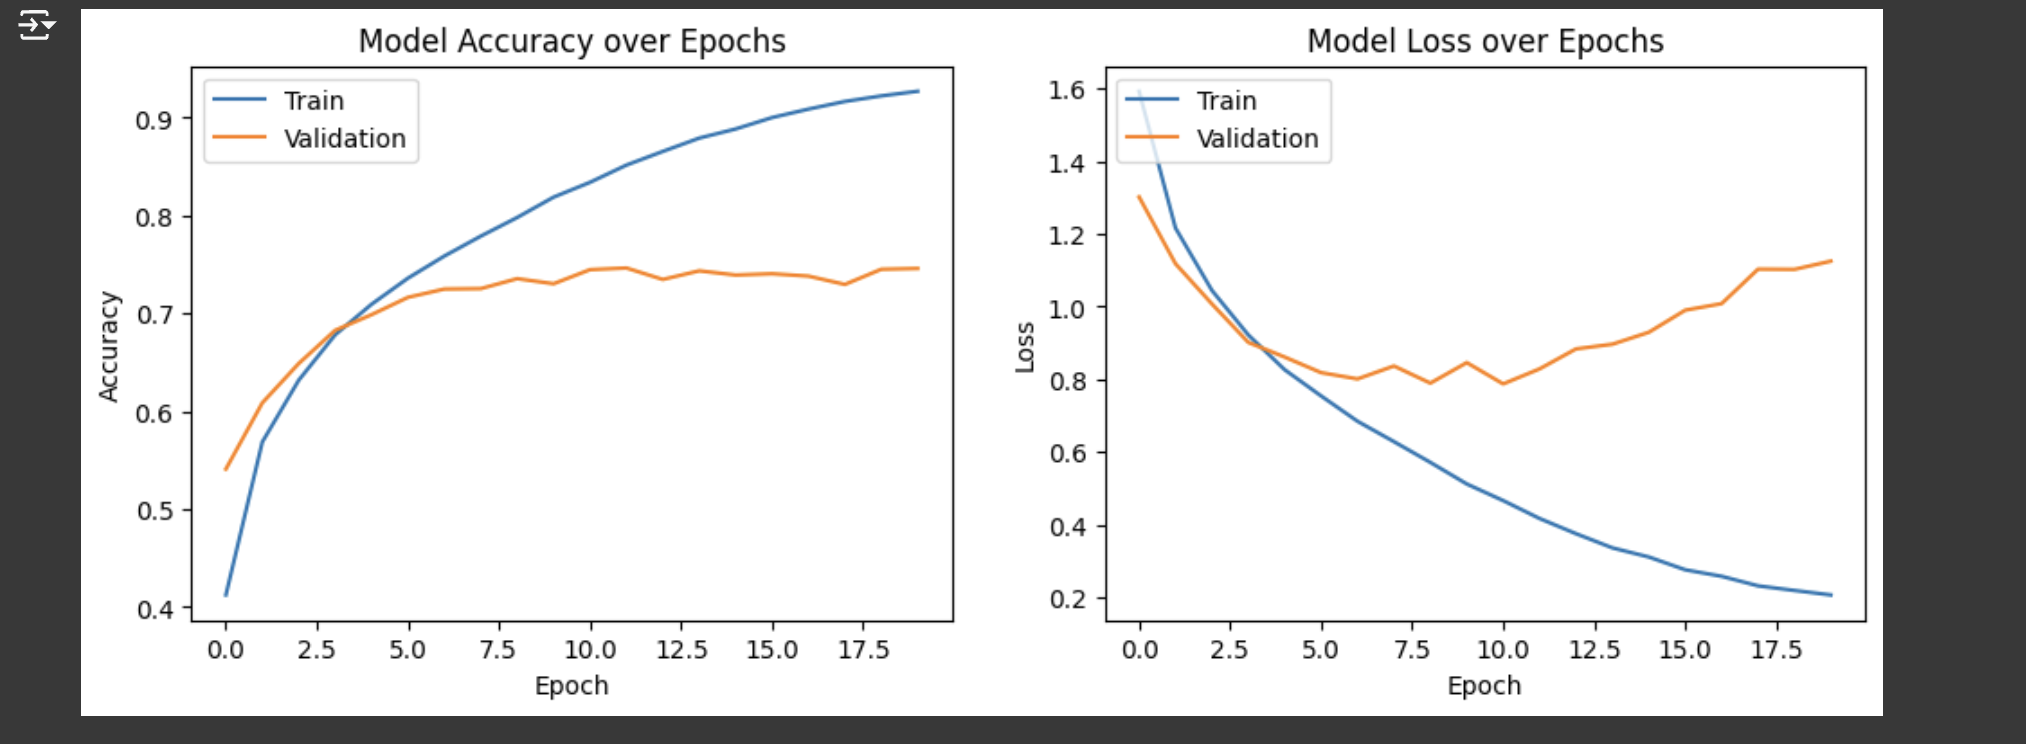 Model Accuracy over Epochs
Train
Validation
0.9
0.8
0.7
0.6
0.5
0.4
Accuracy
0.0 2.5 5.0 7.5 10.0 12.5 15.0 17.5
Epoch
Model Loss over Epochs
Train
Validation
1.6
1.4
1.2
1.0
0.8
0.6
0.4
0.2
Loss
0.0 2.5 5.0 7.5 10.0 12.5 15.0 17.5
Epoch